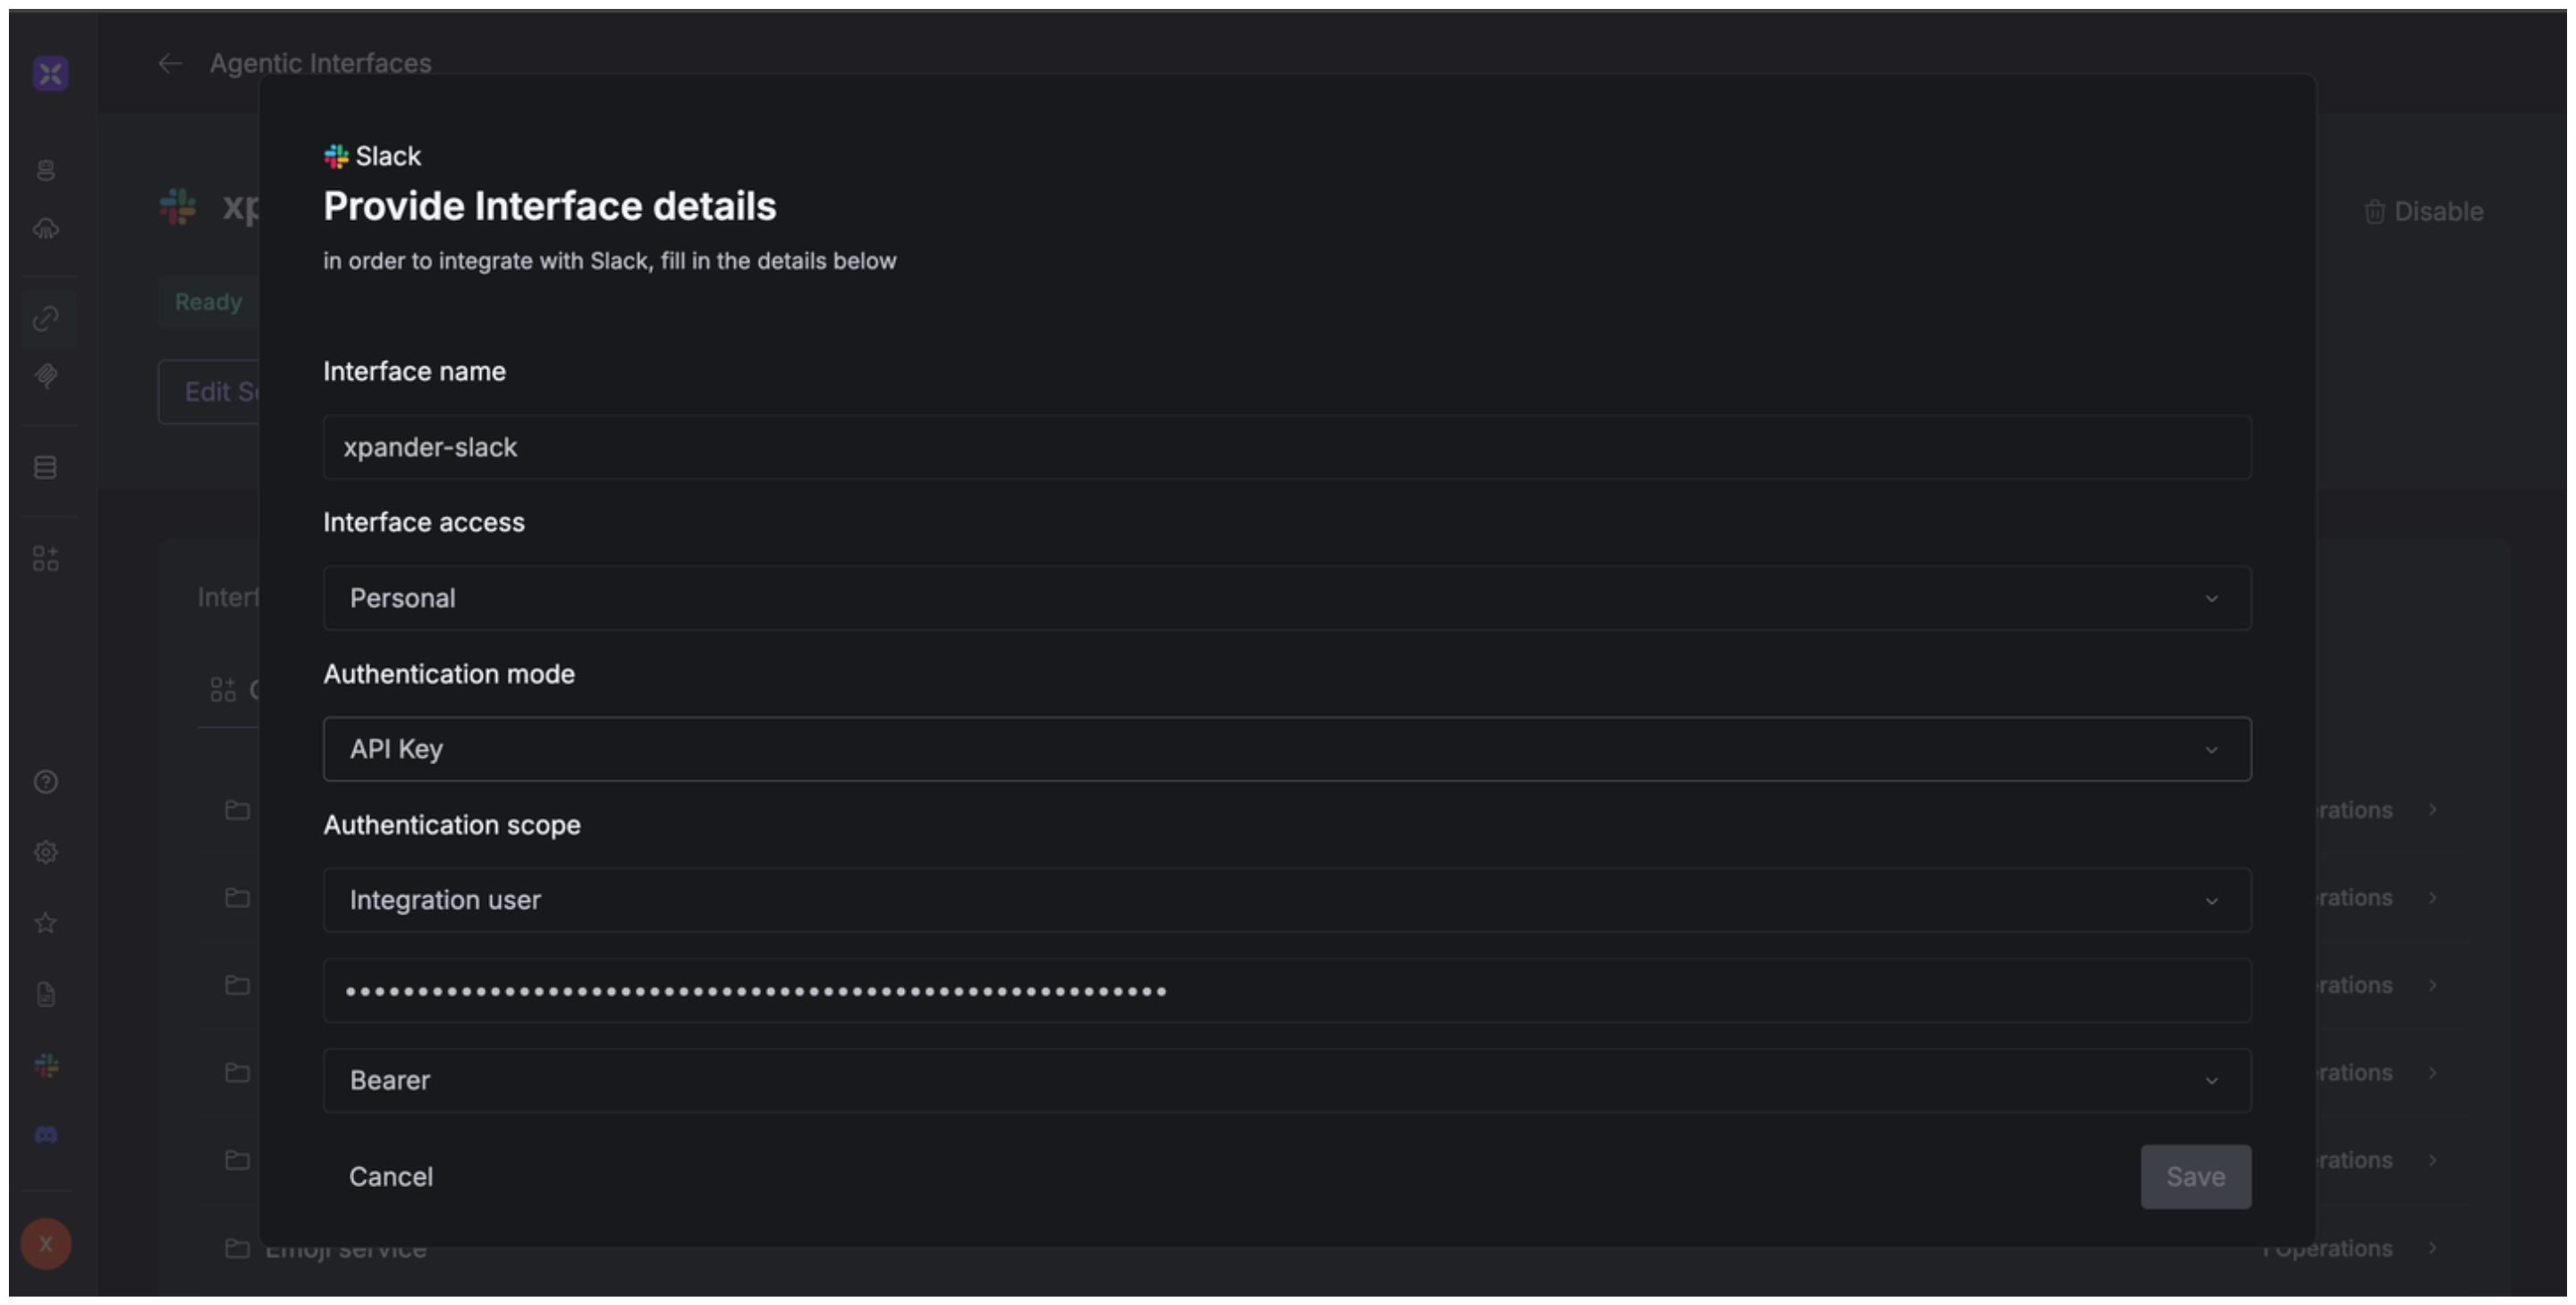 Agentic Interfaces
Slack
Provide Interface details
in order to integrate with Slack, fill in the details below
xp
Disable
Ready
Interface name
Edit S
xpander-slack
Interface access
Personal
Interf
Authentication mode
API Key
Authentication scope
rations
Integration user
rations
••••••••••••••••••••••••••••••••••••••••••••••••••••••••
rations
Bearer
rations
Cancel
Save
rations
X
Emoji service
1 Operations